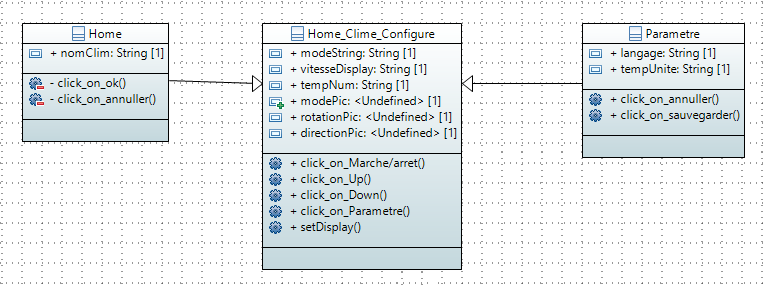 Home
+ nomClim: String [1]
- click_on_ok()
- click_on_annuller()
Home_Clime_Configure
+ modeString: String [1]
+ vitesseDisplay: String [1]
+ tempNum: String [1]
+ modePic: <Undefined> [1]
+ rotationPic: <Undefined> [1]
+ directionPic: <Undefined> [1]
+ click_on_Marche/arret()
+ click_on_Up()
+ click_on_Down()
+ click_on_Parametre()
+ setDisplay()
Parametre
+ langage: String [1]
+ tempUnite: String [1]
+ click_on_annuller()
+ click_on_sauvegarder()